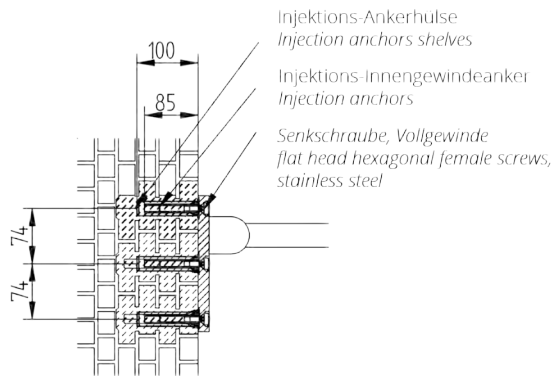 Injektions-Ankerhülse
Injection anchors shelves
100
Injektions-Innengewindeanker
Injection anchors
85
Senkschraube, Vollgewinde
flat head hexagonal female screws,
stainless steel
74
74